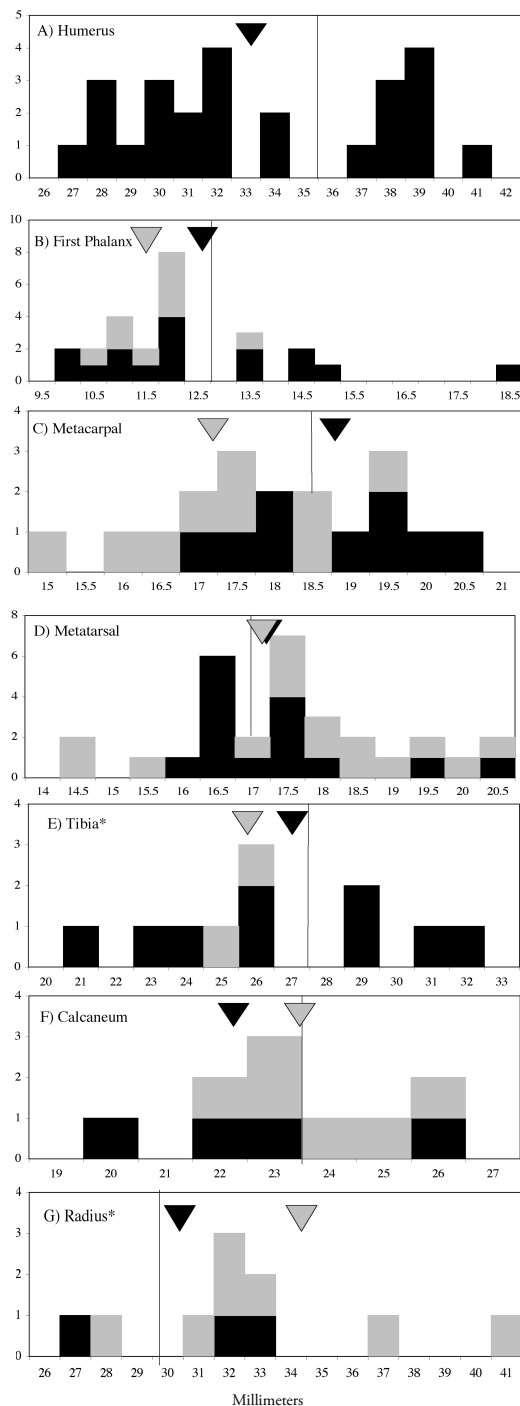 5
A) Humerus
4
3
2
1
0
26 27 28 29 30 31 32 33 34 35 36 37 38 39 40 41 42
10
B) First Phalanx
8
6
4
2
0
9.5 10.5 11.5 12.5 13.5 14.5 15.5 16.5 17.5 18.5
4
C) Metacarpal
3
2
1
0
15 15.5 16 16.5 17 17.5 18 18.5 19 19.5 20 20.5 21
8
D) Metatarsal
6
4
2
0
14 14.5 15 15.5 16 16.5 17 17.5 18 18.5 19 19.5 20 20.5
4
E) Tibia*
3
2
1
0
20 21 22 23 24 25 26 27 28 29 30 31 32 33
4
F) Calcaneum
3
2
1
0
19 20 21 22 23 24 25 26 27
4
G) Radius*
3
2
1
0
26 27 28 29 30 31 32 33 34 35 36 37 38 39 40 41
Millimeters